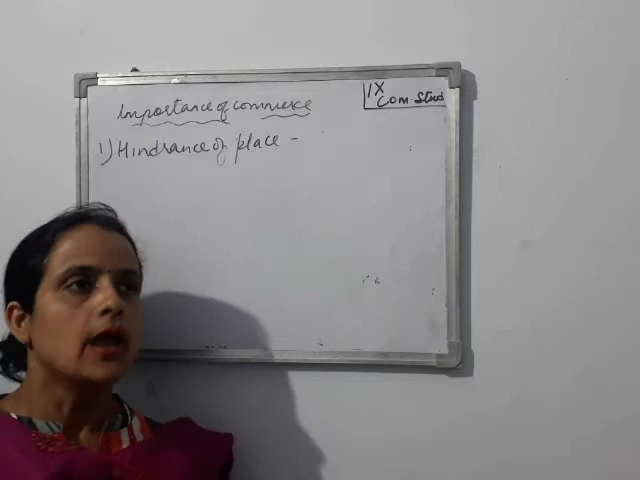 Importance of commerce
IX
Com. Stud
1) Hindrance of place -